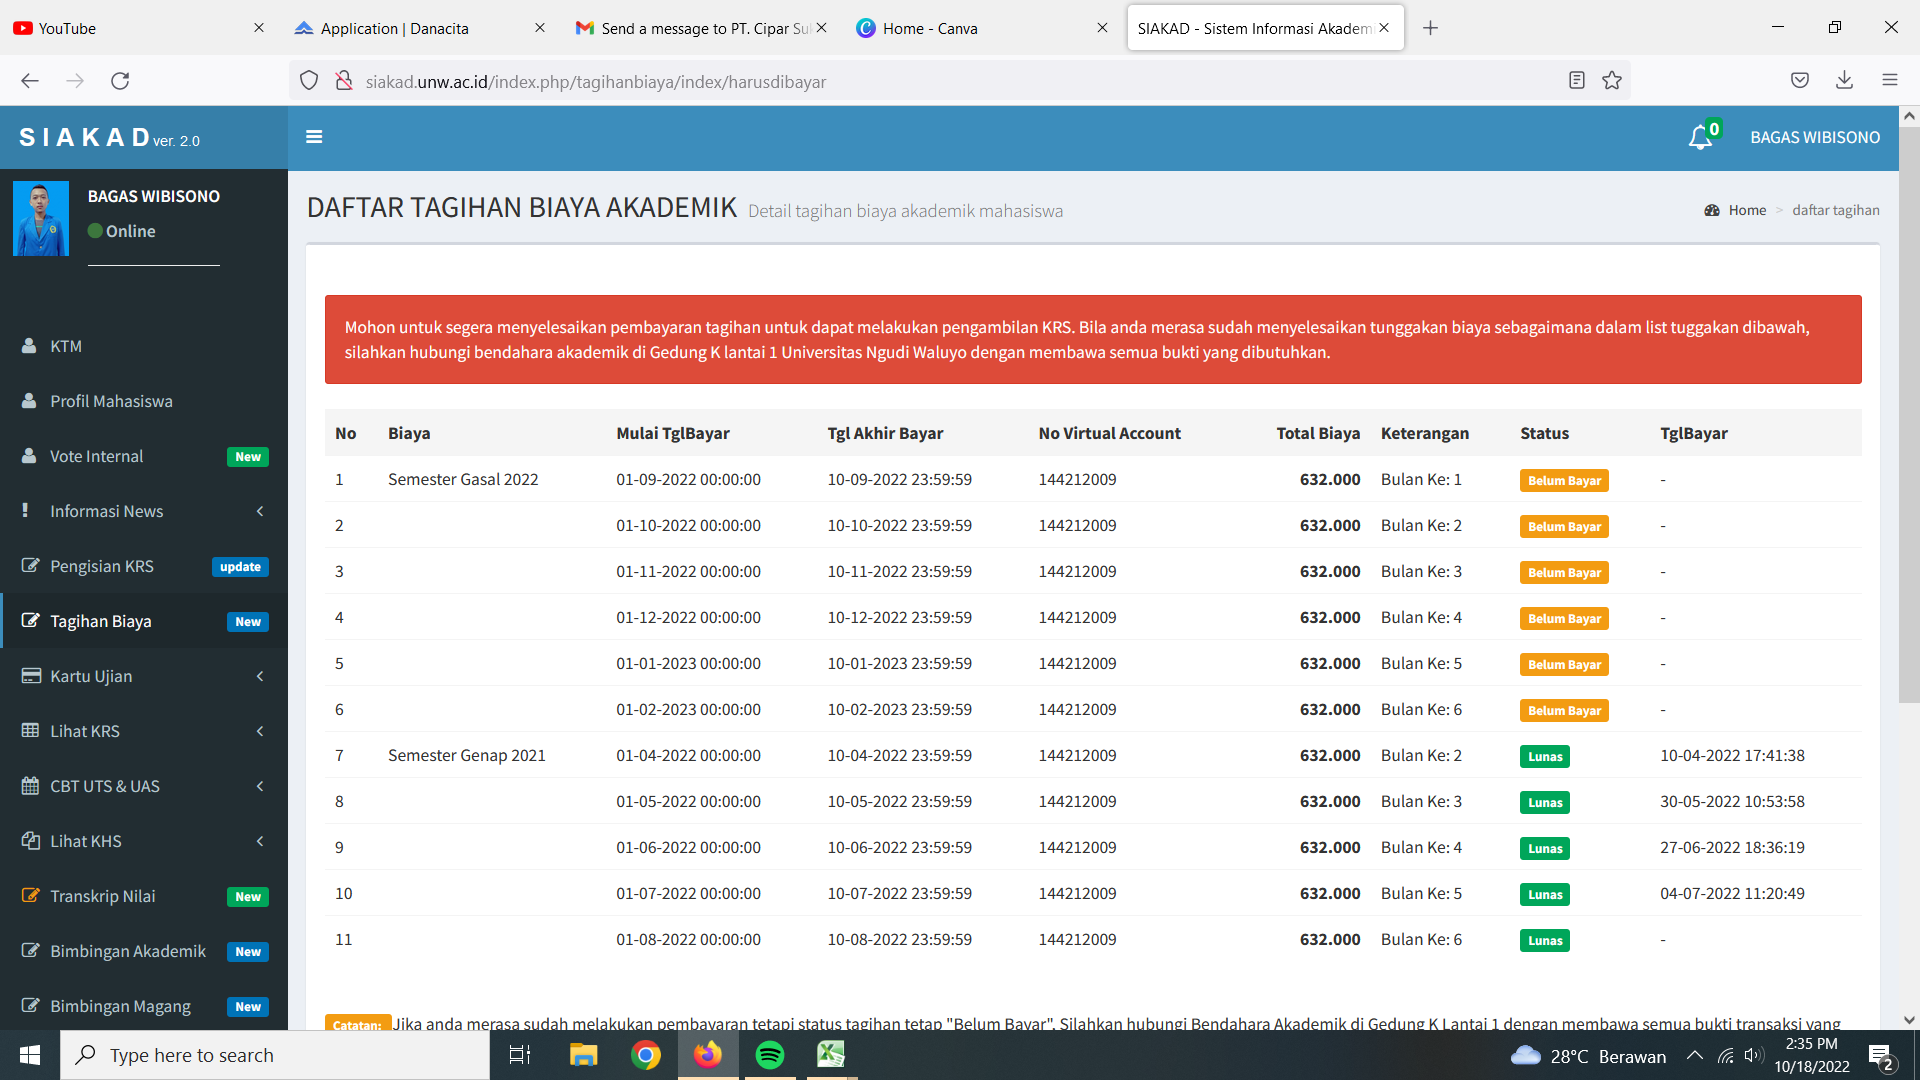 YouTube
Application | Danacita
Send a message to PT. Cipar Su
Home - Canva
SIAKAD - Sistem Informasi Akadem
siakad.unw.ac.id/index.php/tagihanbiaya/index/harusdibayar
S I A K A D ver. 2.0
0
BAGAS WIBISONO
BAGAS WIBISONO
Online
DAFTAR TAGIHAN BIAYA AKADEMIK Detail tagihan biaya akademik mahasiswa
Home > daftar tagihan
KTM
Profil Mahasiswa
Vote Internal New
Informasi News
Pengisian KRS update
Tagihan Biaya New
Kartu Ujian
Lihat KRS
CBT UTS & UAS
Lihat KHS
Transkrip Nilai New
Bimbingan Akademik New
Bimbingan Magang New
Mohon untuk segera menyelesaikan pembayaran tagihan untuk dapat melakukan pengambilan KRS. Bila anda merasa sudah menyelesaikan tunggakan biaya sebagaimana dalam list tuggakan dibawah,
silahkan hubungi bendahara akademik di Gedung K lantai 1 Universitas Ngudi Waluyo dengan membawa semua bukti yang dibutuhkan.
No Biaya Mulai TglBayar Tgl Akhir Bayar No Virtual Account Total Biaya Keterangan Status TglBayar
1 Semester Gasal 2022 01-09-2022 00:00:00 10-09-2022 23:59:59 144212009 632.000 Bulan Ke: 1 Belum Bayar -
2 01-10-2022 00:00:00 10-10-2022 23:59:59 144212009 632.000 Bulan Ke: 2 Belum Bayar -
3 01-11-2022 00:00:00 10-11-2022 23:59:59 144212009 632.000 Bulan Ke: 3 Belum Bayar -
4 01-12-2022 00:00:00 10-12-2022 23:59:59 144212009 632.000 Bulan Ke: 4 Belum Bayar -
5 01-01-2023 00:00:00 10-01-2023 23:59:59 144212009 632.000 Bulan Ke: 5 Belum Bayar -
6 01-02-2023 00:00:00 10-02-2023 23:59:59 144212009 632.000 Bulan Ke: 6 Belum Bayar -
7 Semester Genap 2021 01-04-2022 00:00:00 10-04-2022 23:59:59 144212009 632.000 Bulan Ke: 2 Lunas 10-04-2022 17:41:38
8 01-05-2022 00:00:00 10-05-2022 23:59:59 144212009 632.000 Bulan Ke: 3 Lunas 30-05-2022 10:53:58
9 01-06-2022 00:00:00 10-06-2022 23:59:59 144212009 632.000 Bulan Ke: 4 Lunas 27-06-2022 18:36:19
10 01-07-2022 00:00:00 10-07-2022 23:59:59 144212009 632.000 Bulan Ke: 5 Lunas 04-07-2022 11:20:49
11 01-08-2022 00:00:00 10-08-2022 23:59:59 144212009 632.000 Bulan Ke: 6 Lunas -
Catatan: Jika anda merasa sudah melakukan pembayaran tetapi status tagihan tetap "Belum Bayar". Silahkan hubungi Bendahara Akademik di Gedung K Lantai 1 dengan membawa semua bukti transaksi yang
Type here to search
28°C Berawan
2:35 PM
10/18/2022
2